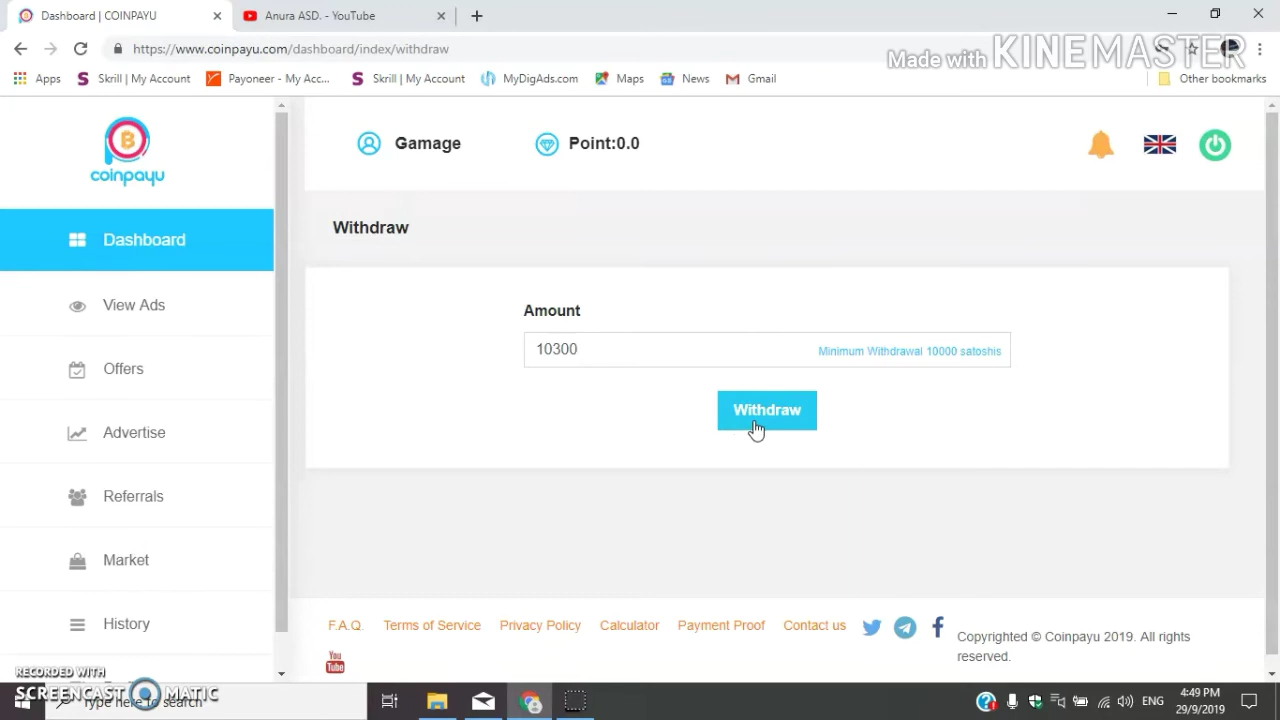 Dashboard | COINPAYU
Anura ASD. - YouTube
https://www.coinpayu.com/dashboard/index/withdraw
Made with KINEMASTER
Apps
Skrill | My Account
Payoneer - My Acc...
Skrill | My Account
MyDigAds.com
Maps
News
Gmail
Other bookmarks
coinpayu
Gamage
Point:0.0
Dashboard
View Ads
Offers
Advertise
Referrals
Market
History
Withdraw
Amount
10300
Minimum Withdrawal 10000 satoshis
Withdraw
F.A.Q.
Terms of Service
Privacy Policy
Calculator
Payment Proof
Contact us
You
Tube
Copyrighted © Coinpayu 2019. All rights
reserved.
RECORDED WITH
SCREENCAST MATIC
Type here to search
ENG
4:49 PM
29/9/2019